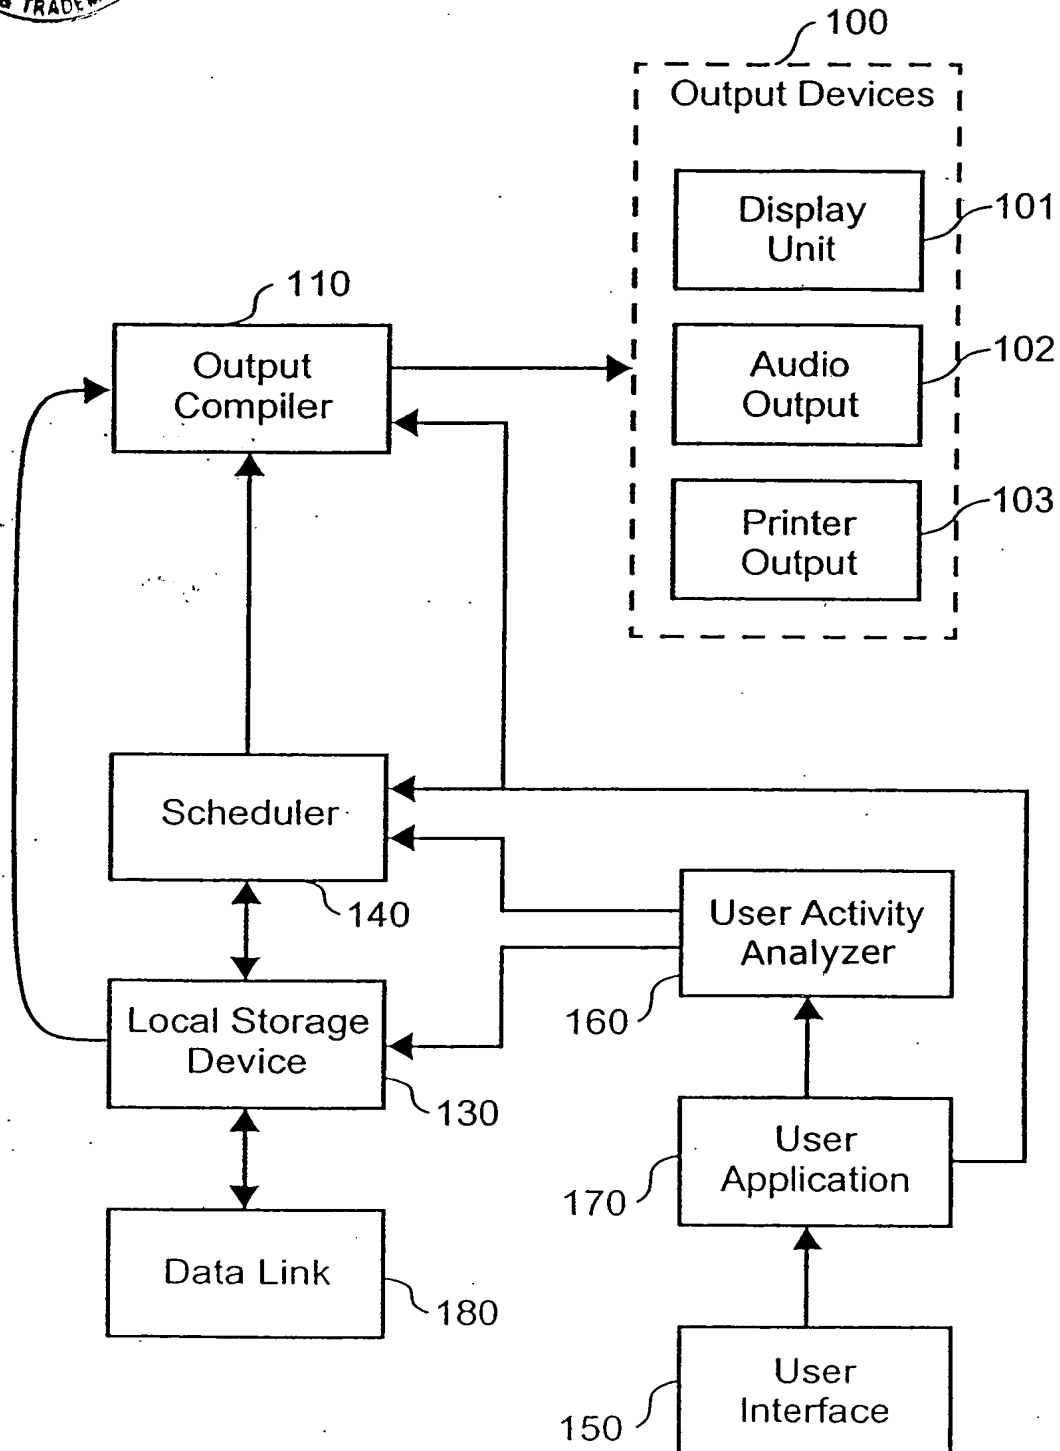 & TRADEM
100
Output Devices
Display
Unit
101
110
Output
Compiler
Audio
Output
102
Printer
Output
103
Scheduler
140
User Activity
Analyzer
160
Local Storage
Device
130
User
Application
170
Data Link
180
User
Interface
150